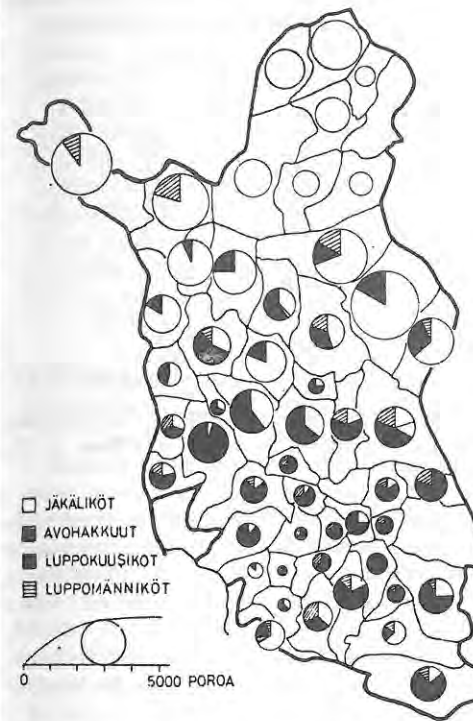 JÄKÄLIKÖT
AVOHAKKUUT
LUPPOKUUSIKOT
LUPPOMÄNNIKÖT
0 5000 POROA